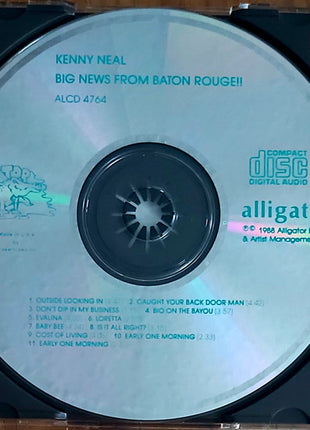 KENNY NEAL
BIG NEWS FROM BATON ROUGE!!
ALCD 4764
COMPACT
disc
DIGITAL AUDIO
alligat
℗© 1988 Alligator
& Artist Managemen
Made in U.S.A.
1 OUTSIDE LOOKING IN 2 CAUGHT YOUR BACK DOOR MAN (4:42)
3 DON'T DIP IN MY BUSINESS 4 BIO ON THE BAYOU (3:57)
5 EVALINA 6 LORETTA
7 BABY BEE 8 IS IT ALL RIGHT?
9 COST OF LIVING 10 EARLY ONE MORNING (2:33)
11 EARLY ONE MORNING